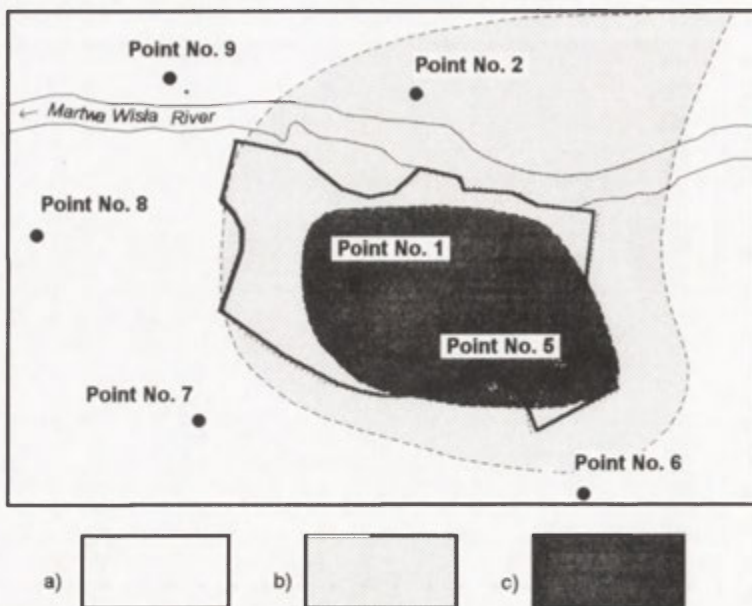 Point No. 9
Point No. 2
← Martwa Wisła River
Point No. 8
Point No. 1
Point No. 5
Point No. 7
Point No. 6
a)
b)
c)